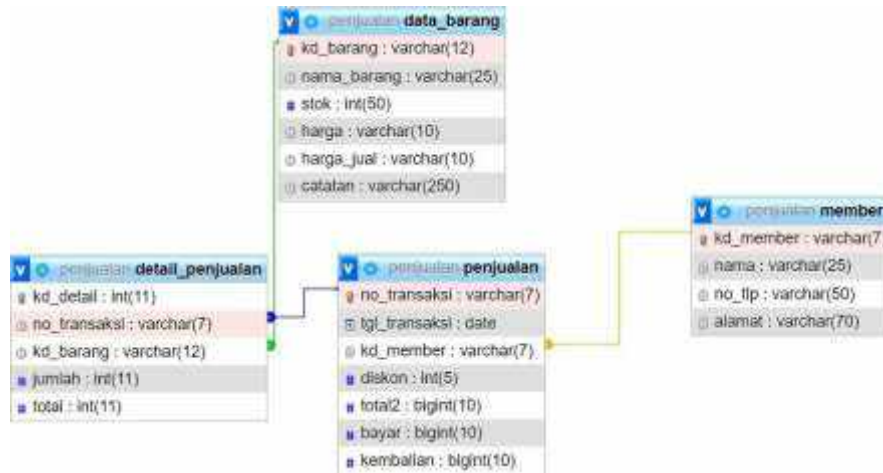 penjualan data_barang
kd_barang : varchar(12)
nama_barang : varchar(25)
stok : int(50)
harga : varchar(10)
harga_jual : varchar(10)
catatan : varchar(250)
penjualan member
kd_member : varchar(7
nama : varchar(25)
no_tlp : varchar(50)
alamat : varchar(70)
penjualan detail_penjualan
kd_detail : int(11)
no_transaksi : varchar(7)
kd_barang : varchar(12)
jumlah : int(11)
total : int(11)
penjualan penjualan
no_transaksi : varchar(7)
tgl_transaksi : date
kd_member : varchar(7)
diskon : int(5)
total2 : bigint(10)
bayar : bigint(10)
kembalian : bigint(10)